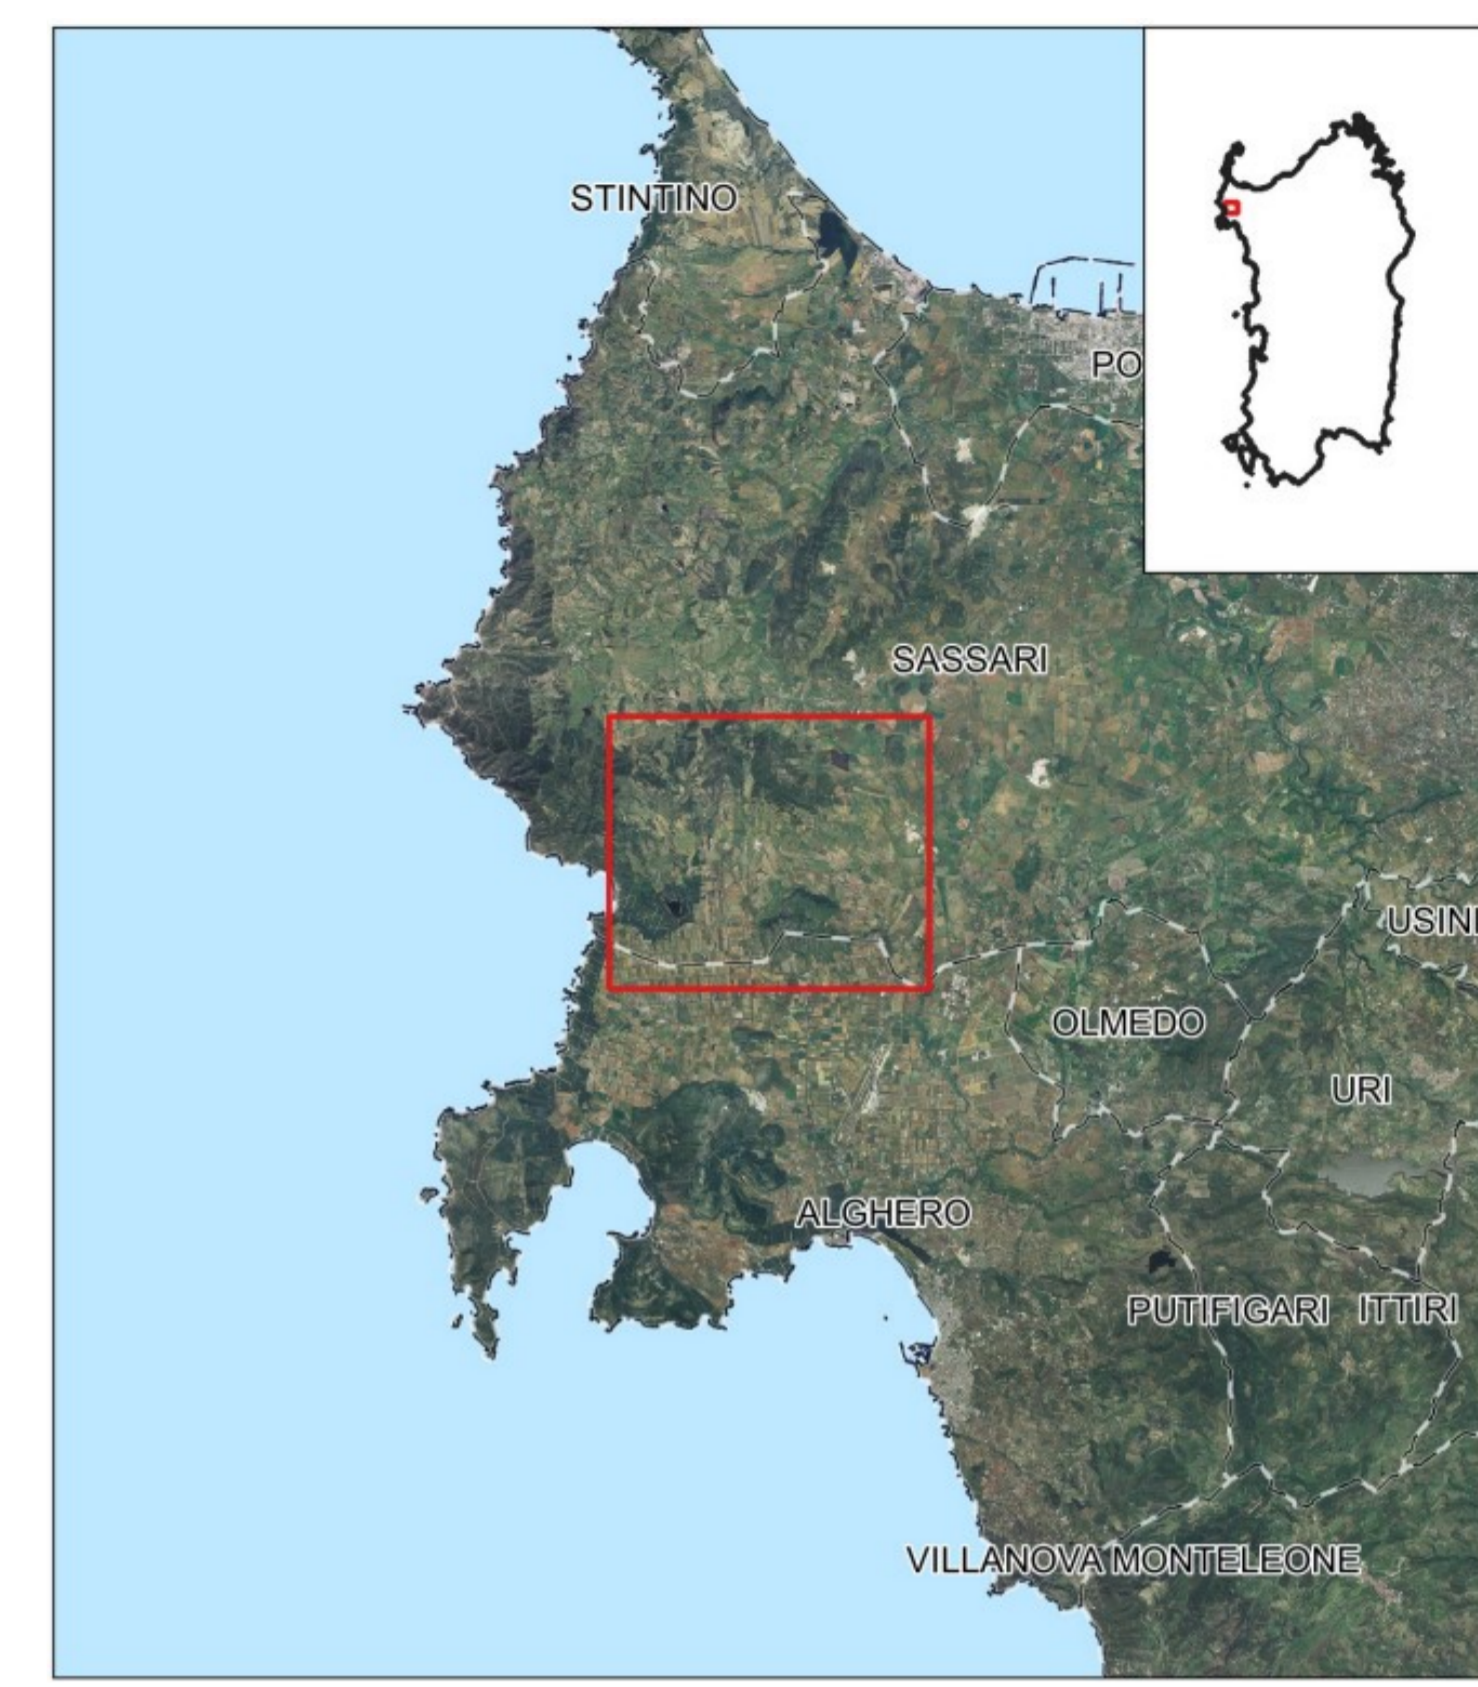 STINTINO
PO
SASSARI
USINI
OLMEDO
URI
ALGHERO
PUTIFIGARI
ITTIRI
VILLANOVA MONTELEONE